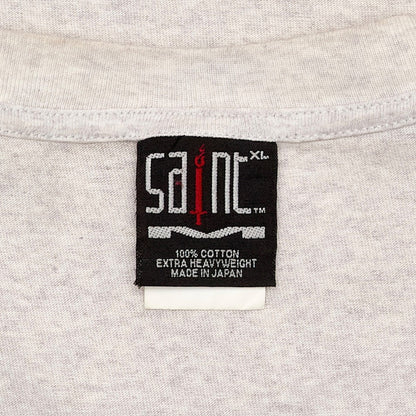 saint XL ™
100% COTTON
EXTRA HEAVYWEIGHT
MADE IN JAPAN